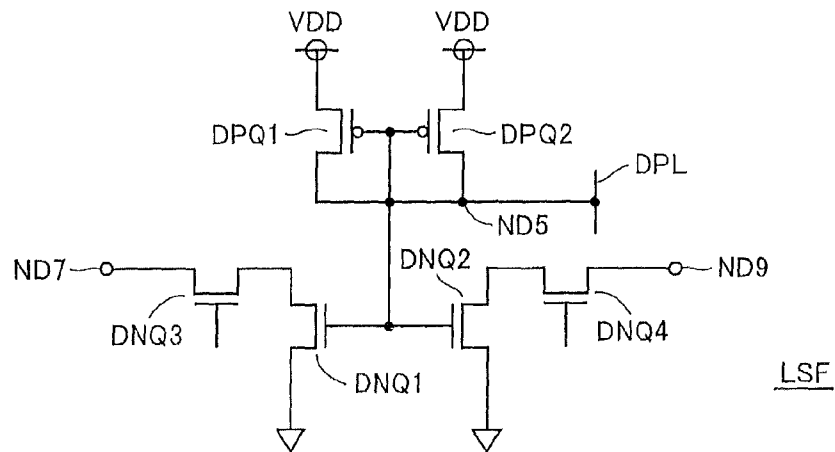 VDD VDD
DPQ1 DPQ2
DPL
ND5
ND7 DNQ2 ND9
DNQ3 DNQ4
DNQ1
LSF